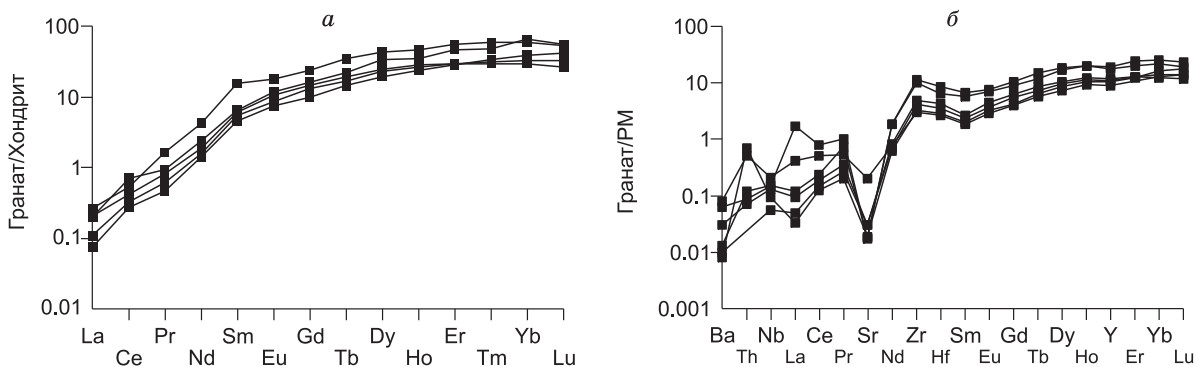 а
Гранат/Хондрит
100
10
1
0.1
0.01
La Pr Sm Gd Dy Er Yb
Ce Nd Eu Tb Ho Tm Lu
б
Гранат/PM
100
10
1
0.1
0.01
0.001
Ba Nb Ce Sr Zr Sm Gd Dy Y Yb
Th La Pr Nd Hf Eu Tb Ho Er Lu